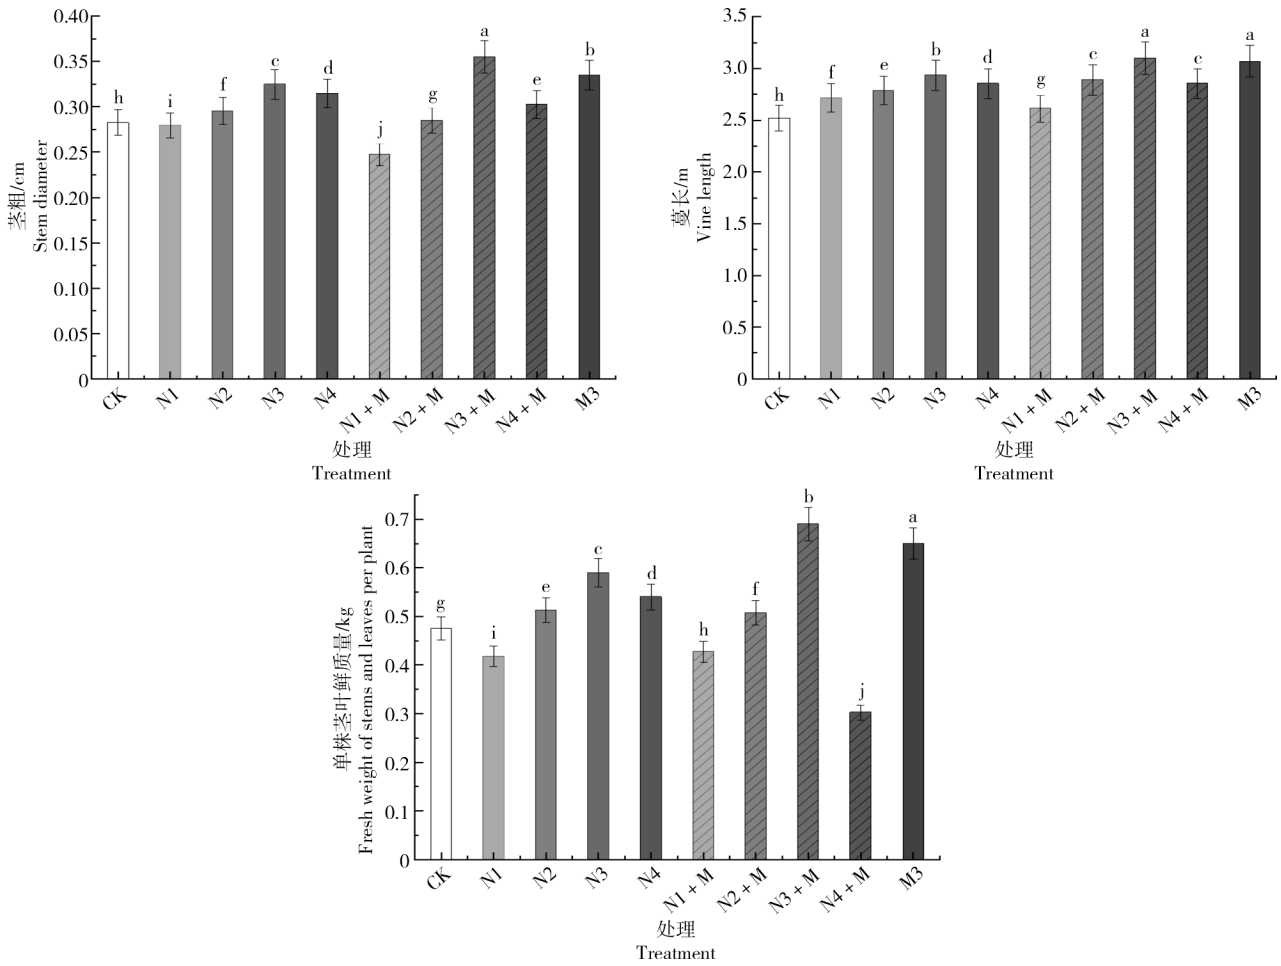 0.40
0.35
0.30
0.25
0.20
0.15
0.10
0.05
0
茎粗/cm
Stem diameter
h
i
f
c
d
j
g
a
e
b
CK
N1
N2
N3
N4
N1 + M
N2 + M
N3 + M
N4 + M
M3
处理
Treatment
3.5
3.0
2.5
2.0
1.5
1.0
0.5
0
蔓长/m
Vine length
h
f
e
b
d
g
c
a
c
a
CK
N1
N2
N3
N4
N1 + M
N2 + M
N3 + M
N4 + M
M3
处理
Treatment
0.7
0.6
0.5
0.4
0.3
0.2
0.1
0
单株茎叶鲜质量/kg
Fresh weight of stems and leaves per plant
g
i
e
c
d
h
f
b
j
a
CK
N1
N2
N3
N4
N1 + M
N2 + M
N3 + M
N4 + M
M3
处理
Treatment